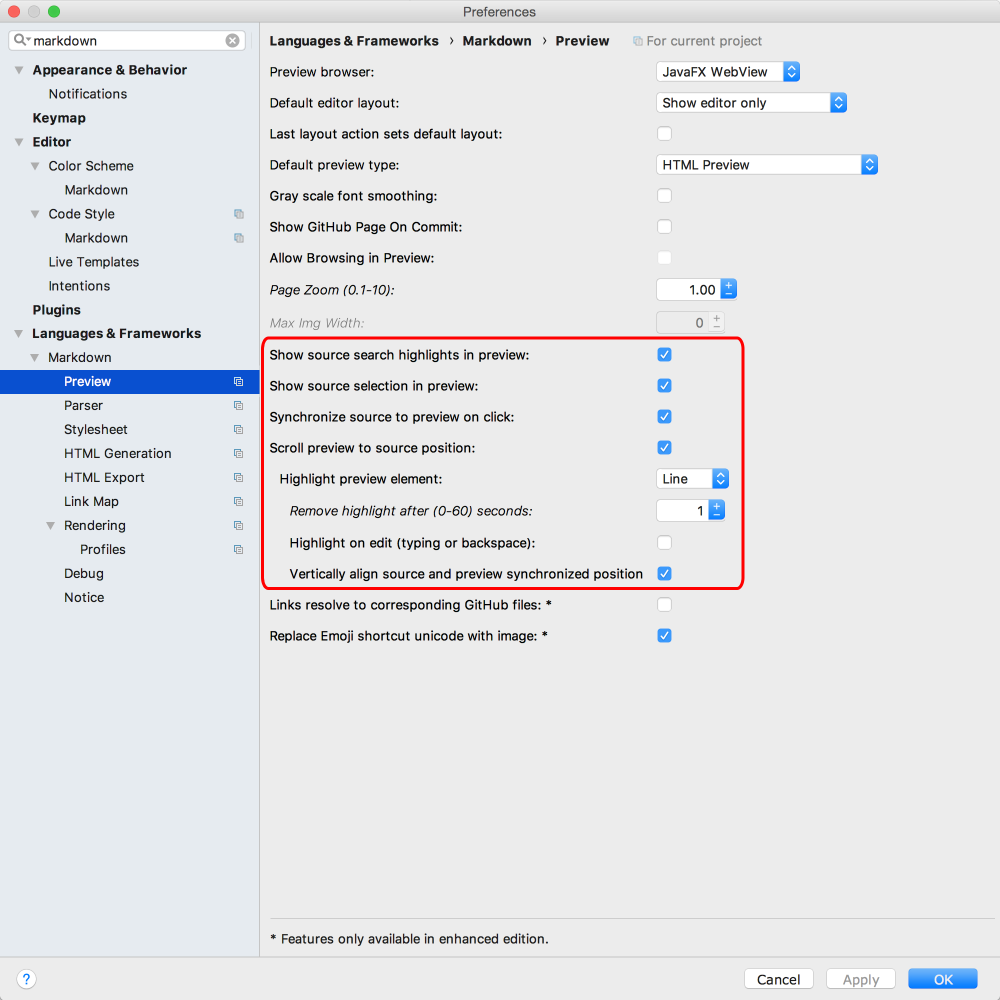 Preferences
markdown
Appearance & Behavior
Notifications
Keymap
Editor
Color Scheme
Markdown
Code Style
Markdown
Live Templates
Intentions
Plugins
Languages & Frameworks
Markdown
Preview
Parser
Stylesheet
HTML Generation
HTML Export
Link Map
Rendering
Profiles
Debug
Notice
Languages & Frameworks › Markdown › Preview For current project
Preview browser: JavaFX WebView
Default editor layout: Show editor only
Last layout action sets default layout:
Default preview type: HTML Preview
Gray scale font smoothing:
Show GitHub Page On Commit:
Allow Browsing in Preview:
Page Zoom (0.1-10): 1.00
Max Img Width: 0
Show source search highlights in preview:
Show source selection in preview:
Synchronize source to preview on click:
Scroll preview to source position:
Highlight preview element: Line
Remove highlight after (0-60) seconds: 1
Highlight on edit (typing or backspace):
Vertically align source and preview synchronized position
Links resolve to corresponding GitHub files: *
Replace Emoji shortcut unicode with image: *
* Features only available in enhanced edition.
? Cancel Apply OK